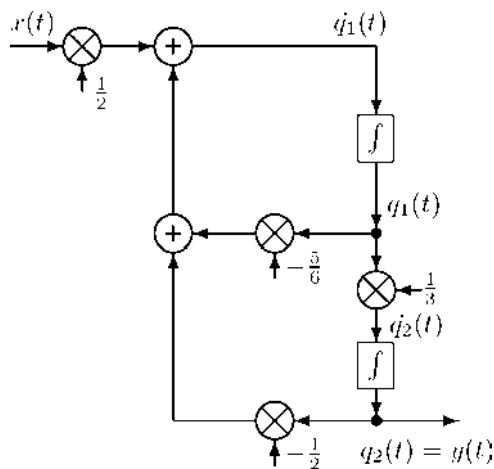 x(t)
q̇₁(t)
+
1/2
∫
q₁(t)
+
−5/6
1/3
q̇₂(t)
∫
−1/2
q₂(t) = y(t)